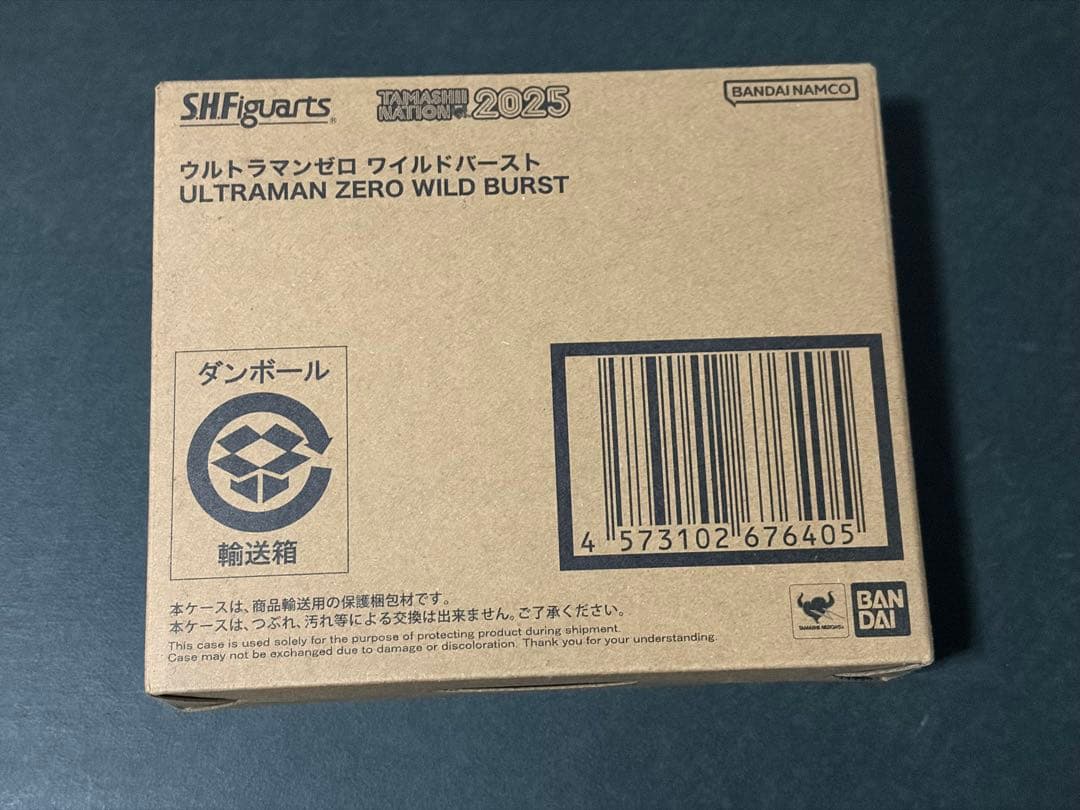 S.H.Figuarts®
TAMASHII NATION 2025
BANDAI NAMCO
ウルトラマンゼロ ワイルドバースト
ULTRAMAN ZERO WILD BURST
ダンボール
輸送箱
4 573102 676405
本ケースは、商品輸送用の保護梱包材です。
本ケースは、つぶれ、汚れ等による交換は出来ません。ご了承ください。
This case is used solely for the purpose of protecting product during shipment.
Case may not be exchanged due to damage or discoloration. Thank you for your understanding.
TAMASHII NATIONS
BAN
DAI